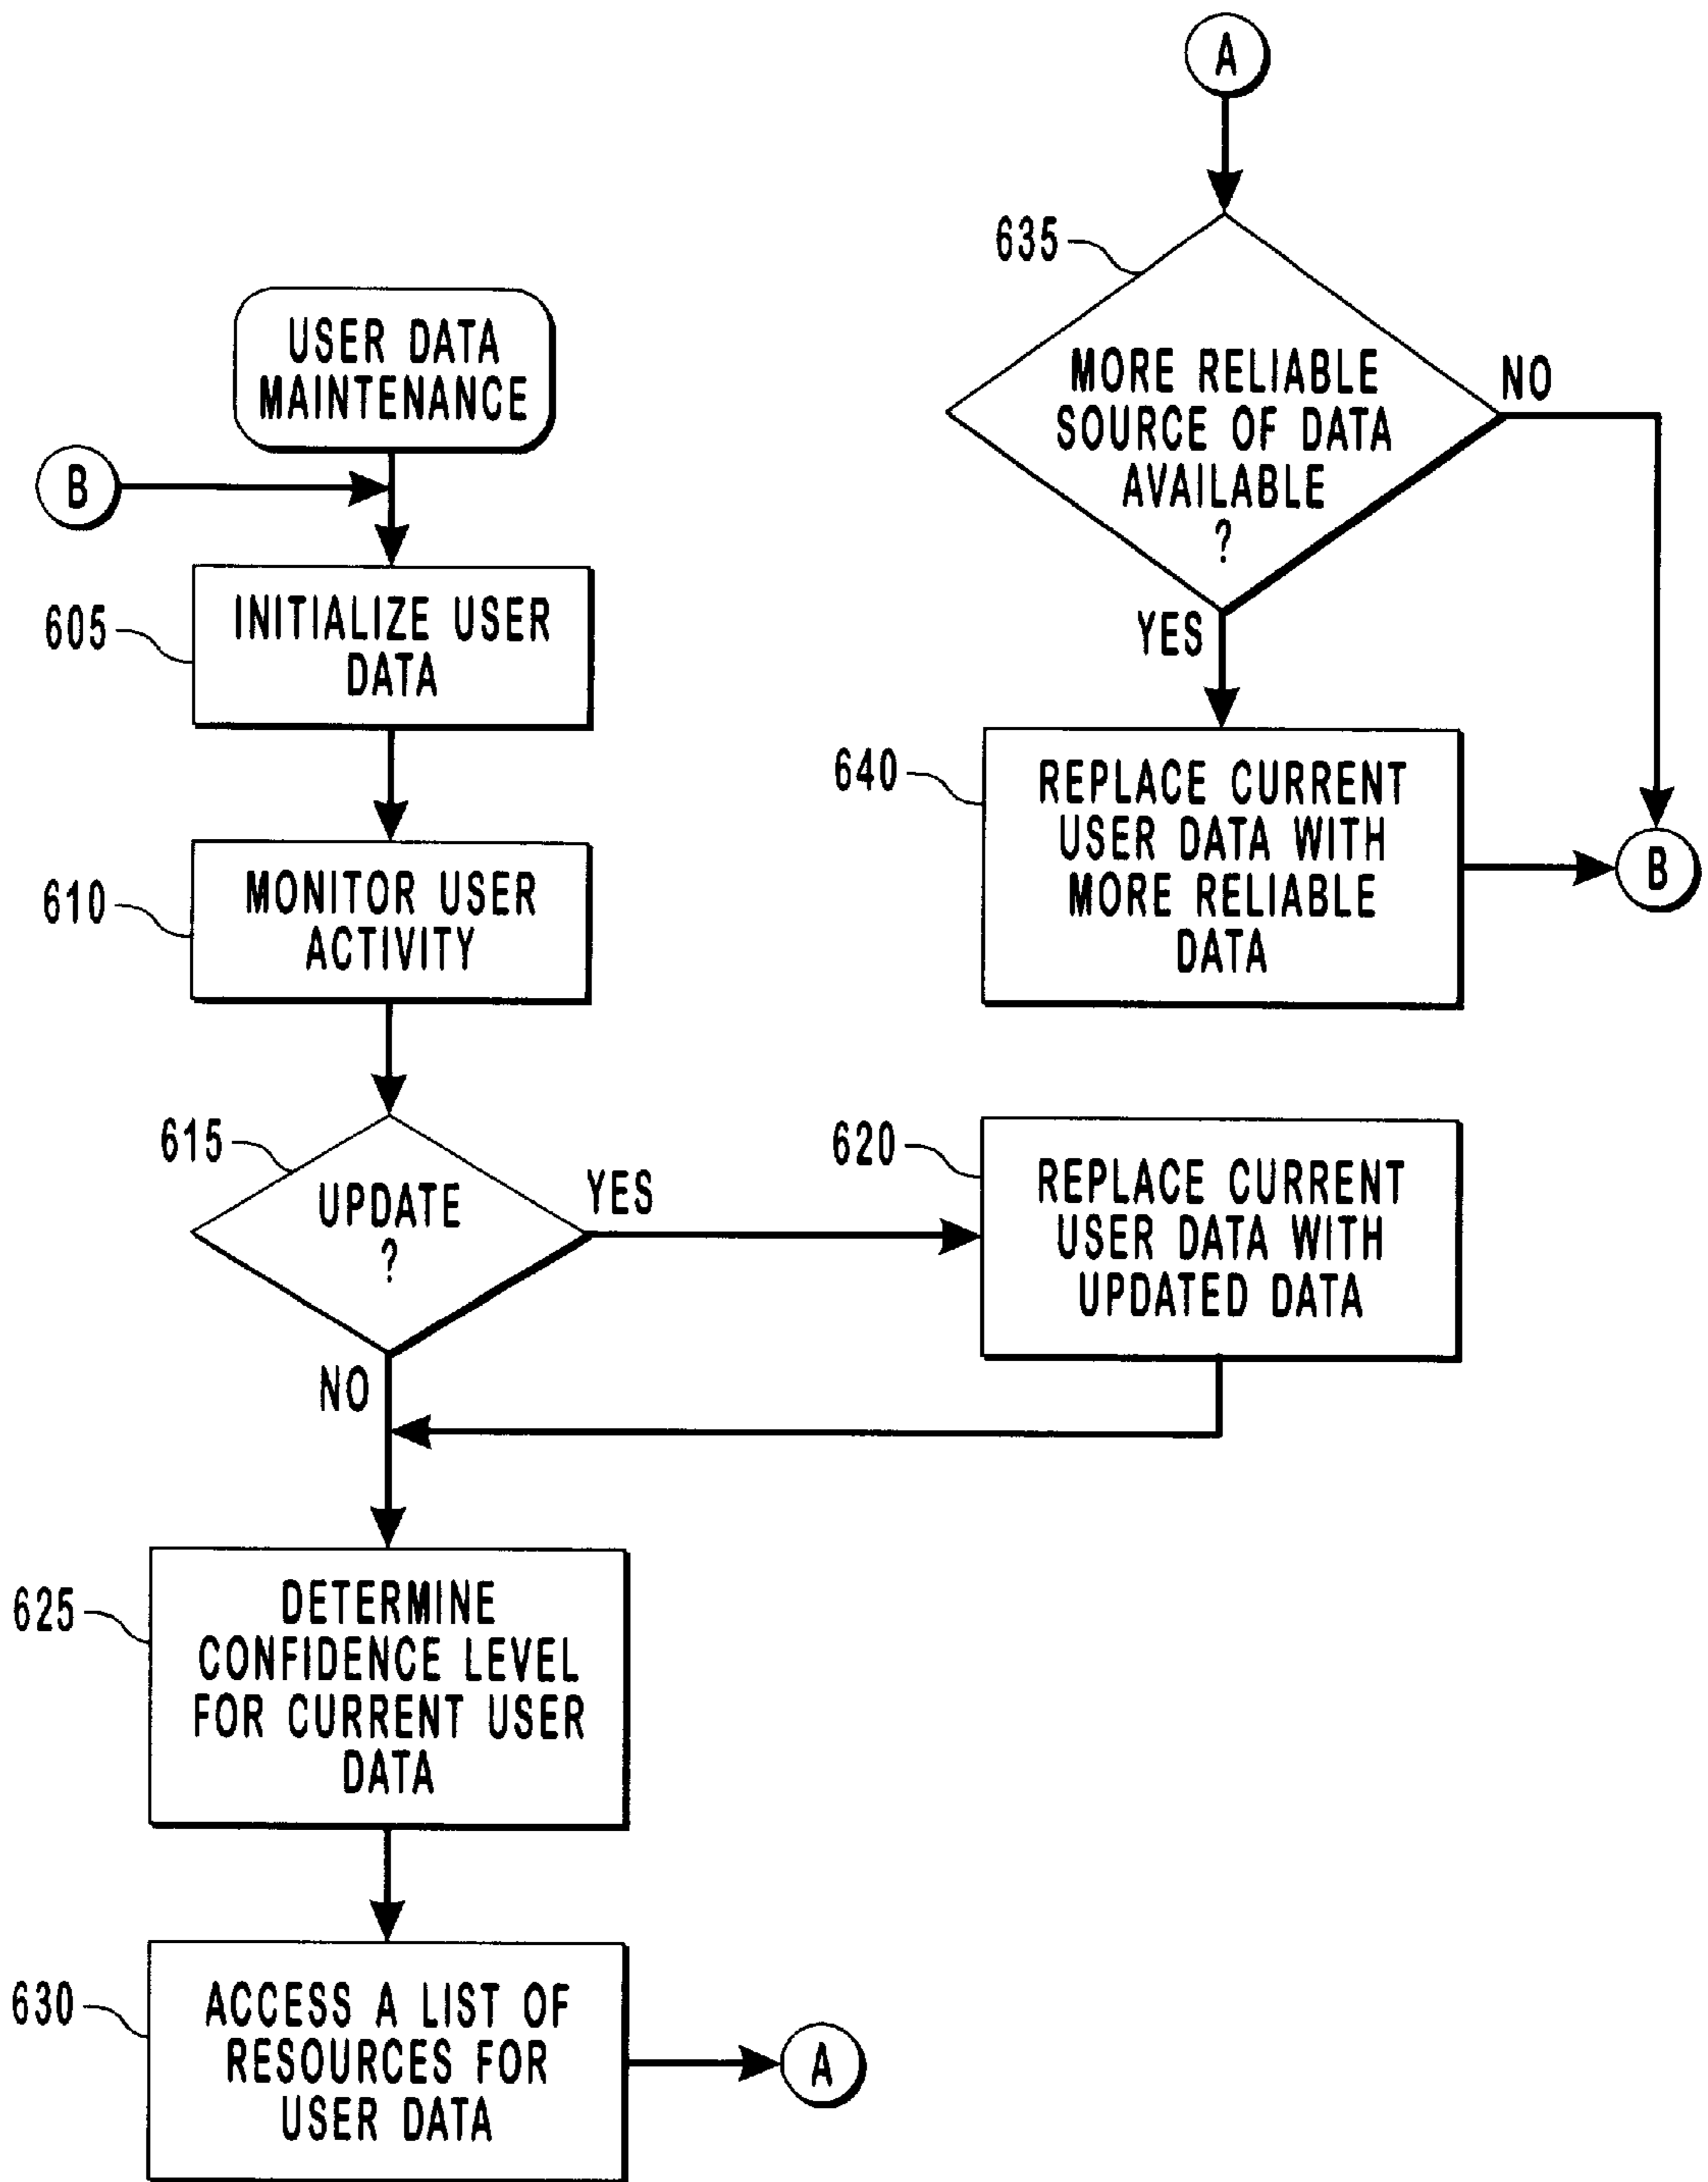 USER DATA
MAINTENANCE
B
605
INITIALIZE USER
DATA
610
MONITOR USER
ACTIVITY
615
UPDATE
?
YES
NO
620
REPLACE CURRENT
USER DATA WITH
UPDATED DATA
625
DETERMINE
CONFIDENCE LEVEL
FOR CURRENT USER
DATA
630
ACCESS A LIST OF
RESOURCES FOR
USER DATA
A
A
635
MORE RELIABLE
SOURCE OF DATA
AVAILABLE
?
NO
YES
640
REPLACE CURRENT
USER DATA WITH
MORE RELIABLE
DATA
B